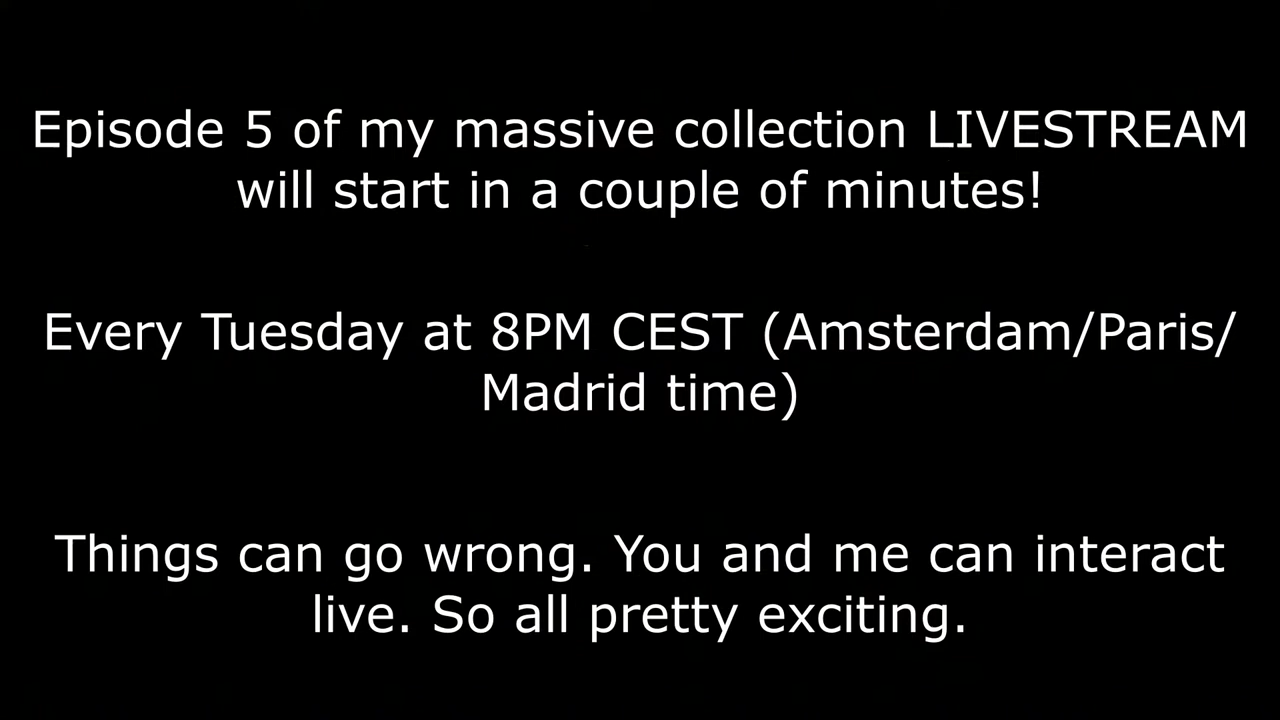 Episode 5 of my massive collection LIVESTREAM
will start in a couple of minutes!
Every Tuesday at 8PM CEST (Amsterdam/Paris/
Madrid time)
Things can go wrong. You and me can interact
live. So all pretty exciting.